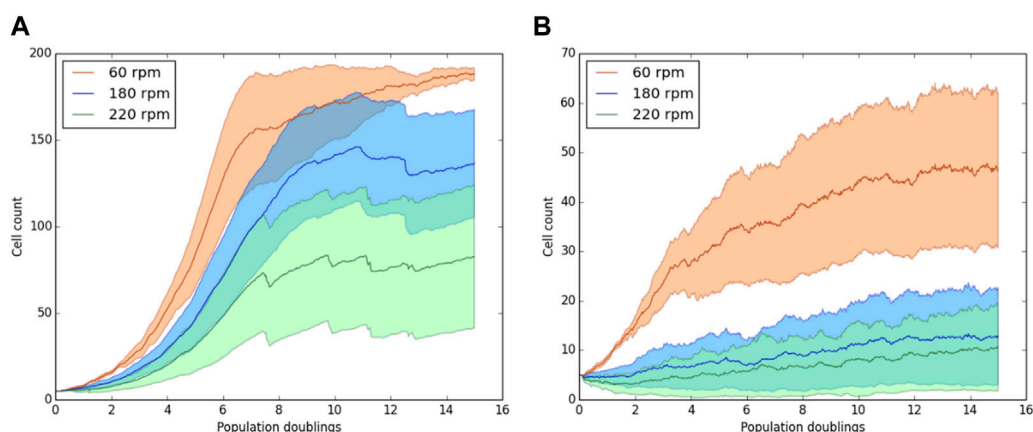 A
B
200
150
100
50
0
Cell count
60 rpm
180 rpm
220 rpm
0 2 4 6 8 10 12 14 16
Population doublings
70
60
50
40
30
20
10
0
Cell count
60 rpm
180 rpm
220 rpm
0 2 4 6 8 10 12 14 16
Population doublings